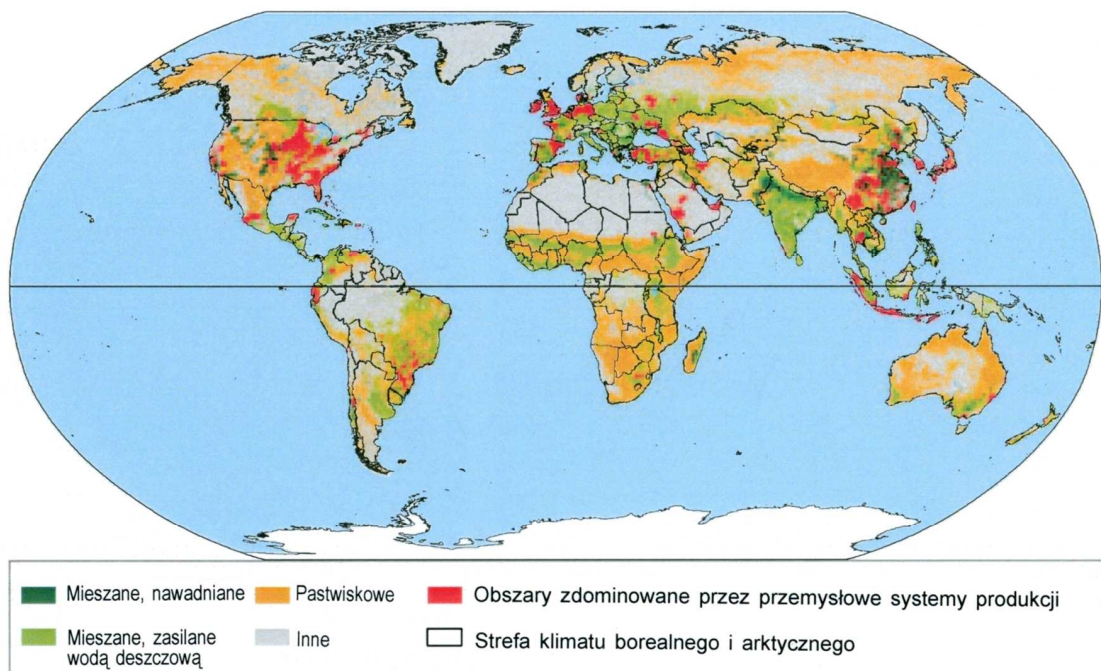 Mieszane, nawadniane
Pastwiskowe
Obszary zdominowane przez przemysłowe systemy produkcji
Mieszane, zasilane
wodą deszczową
Inne
Strefa klimatu borealnego i arktycznego